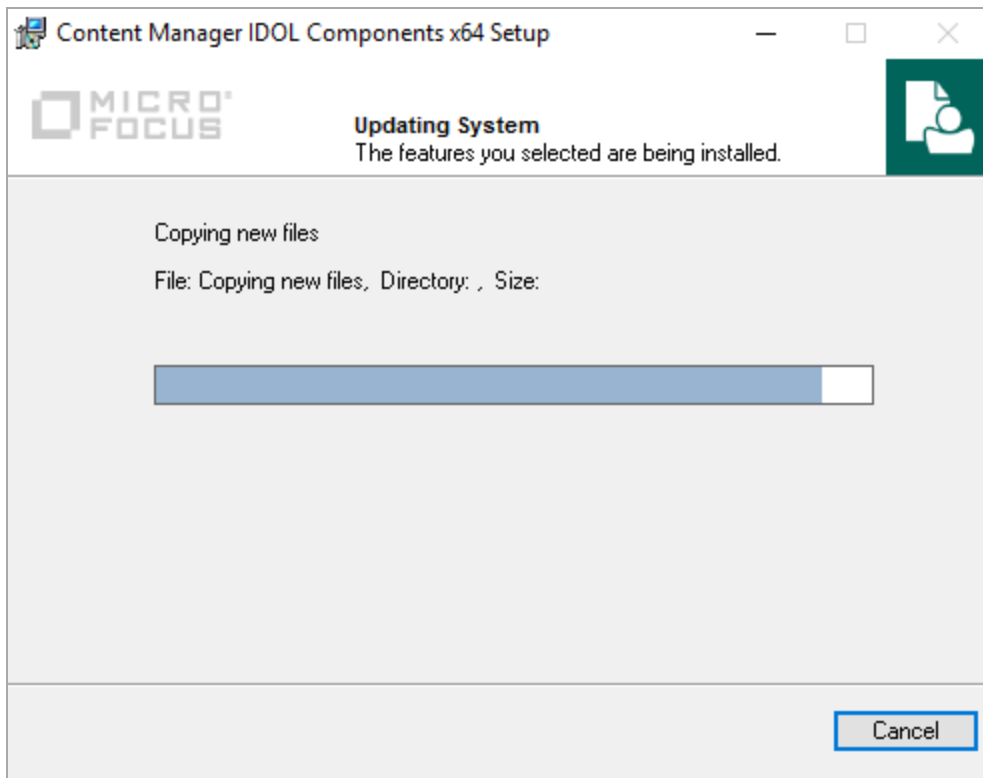 Content Manager IDOL Components x64 Setup
MICRO
FOCUS
Updating System
The features you selected are being installed.
Copying new files
File: Copying new files,  Directory: ,  Size:
Cancel